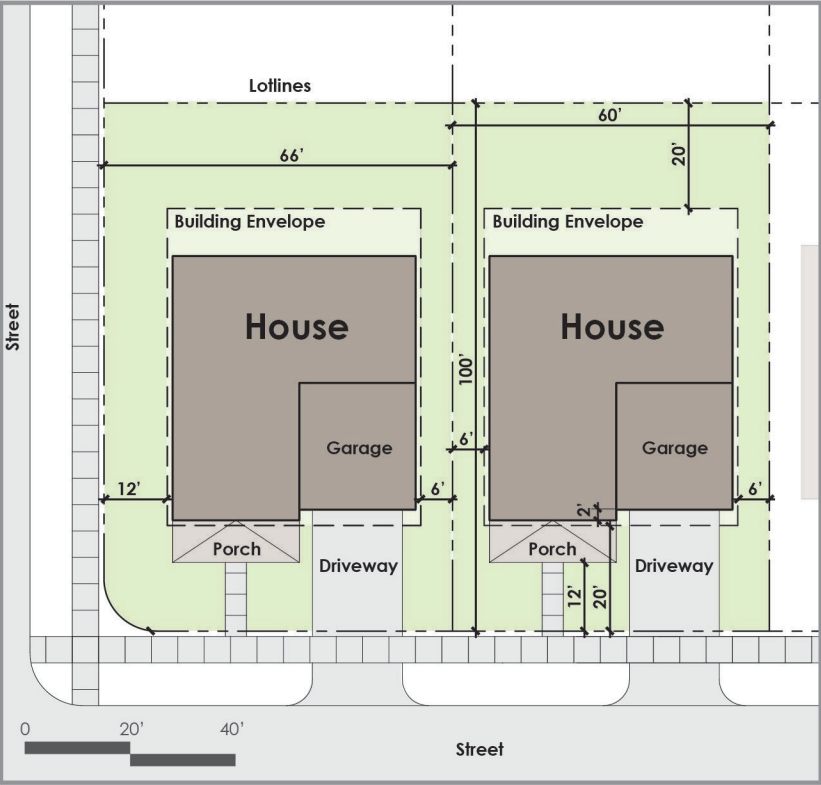 Lotlines
60'
66'
20'
Building Envelope
Building Envelope
Street
House
House
100'
Garage
Garage
6'
12'
6'
6'
2'
Porch
Porch
Driveway
Driveway
12'
20'
0
20'
40'
Street